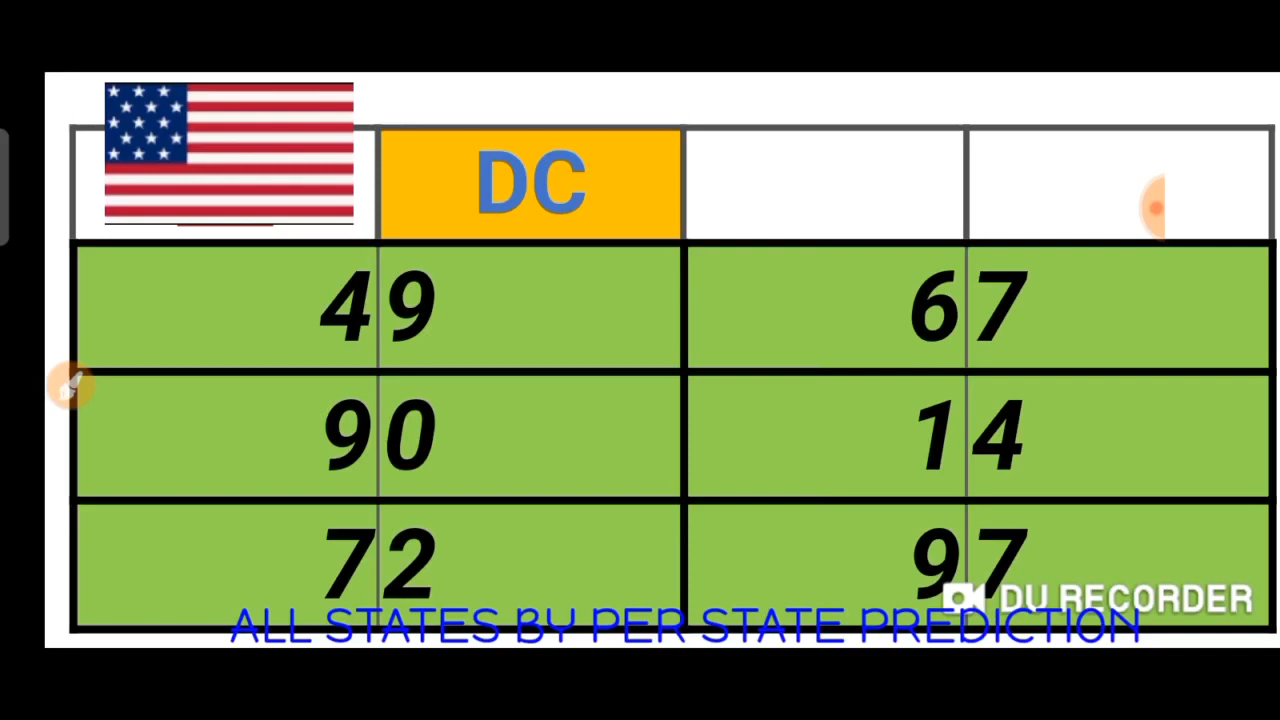 DC
49 67
90 14
72 97
DU RECORDER
ALL STATES BY PER STATE PREDICTION